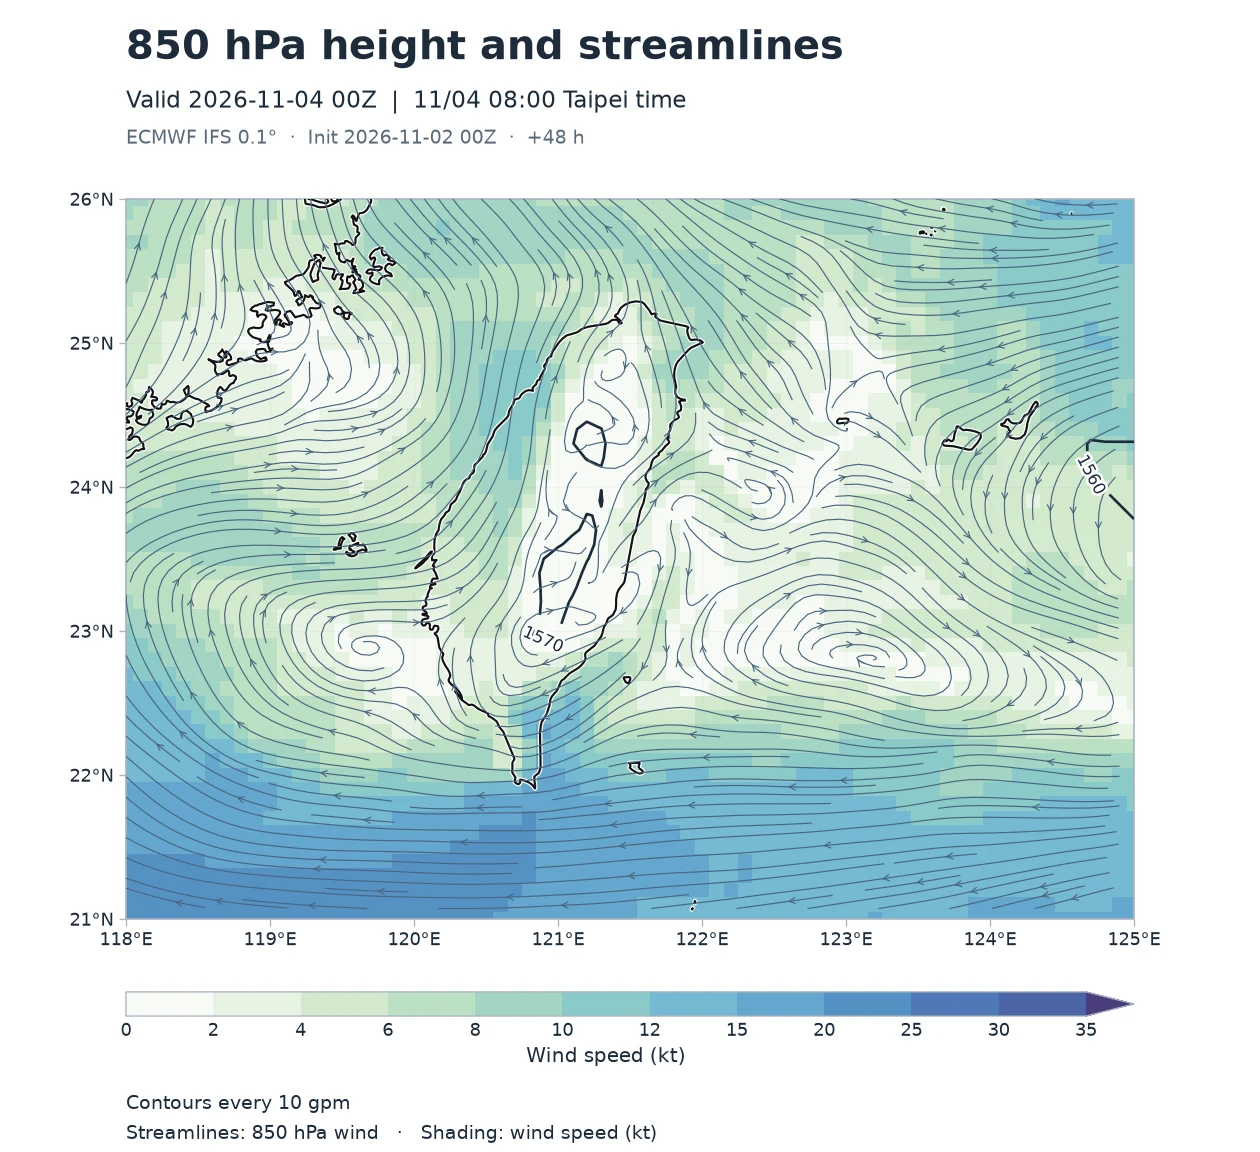 850 hPa height and streamlines
Valid 2026-11-04 00Z | 11/04 08:00 Taipei time
ECMWF IFS 0.1° · Init 2026-11-02 00Z · +48 h
26°N
25°N
1560
24°N
23°N
1570
22°N
21°N
118°E 119°E 120°E 121°E 122°E 123°E 124°E 125°E
0 2 4 6 8 10 12 15 20 25 30 35
Wind speed (kt)
Contours every 10 gpm
Streamlines: 850 hPa wind · Shading: wind speed (kt)